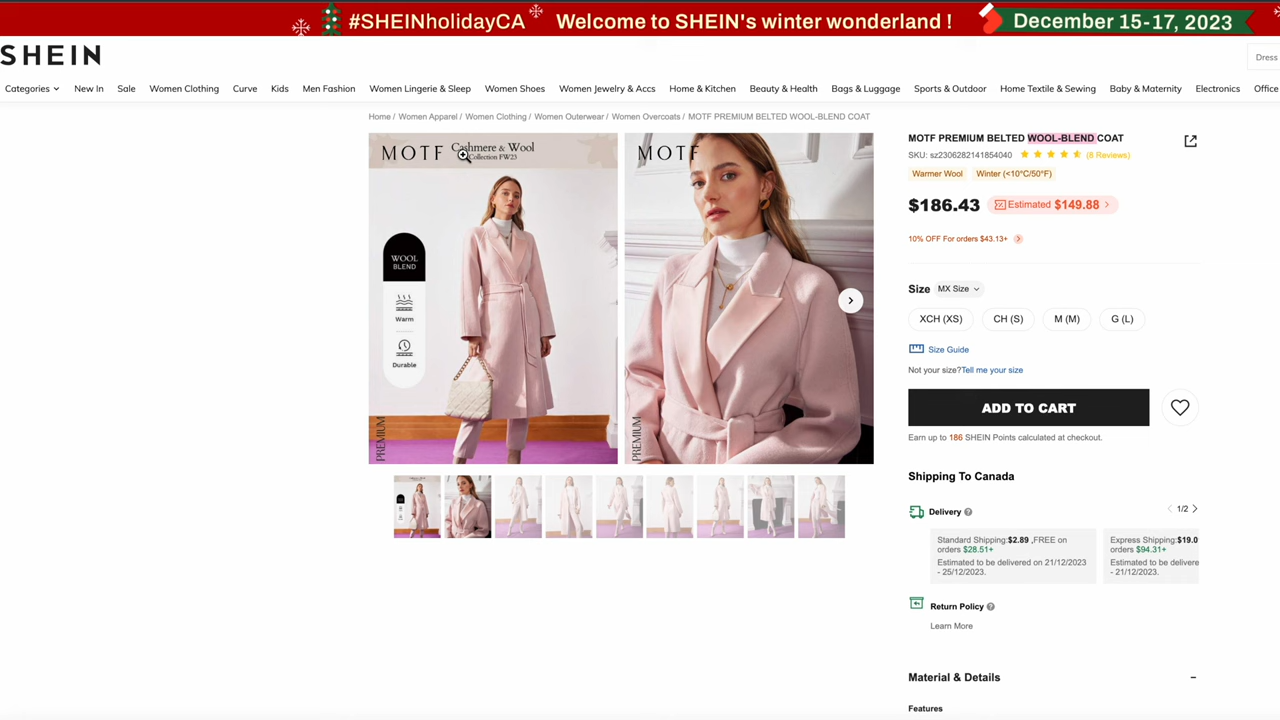 #SHEINholidayCA Welcome to SHEIN's winter wonderland ! December 15-17, 2023
SHEIN
Dress
Categories New In Sale Women Clothing Curve Kids Men Fashion Women Lingerie & Sleep Women Shoes Women Jewelry & Accs Home & Kitchen Beauty & Health Bags & Luggage Sports & Outdoor Home Textile & Sewing Baby & Maternity Electronics Office
Home / Women Apparel / Women Clothing / Women Outerwear / Women Overcoats / MOTF PREMIUM BELTED WOOL-BLEND COAT
MOTF
Cashmere & Wool
Collection FW23
WOOL
BLEND
Warm
Durable
PREMIUM
MOTF
PREMIUM
MOTF PREMIUM BELTED WOOL-BLEND COAT
SKU: sz2306282141854040 (6 Reviews)
Warmer Wool Winter (<10°C/50°F)
$186.43 Estimated $149.88
10% OFF For orders $43.13+
Size MX Size
XCH (XS) CH (S) M (M) G (L)
Size Guide
Not your size?Tell me your size
ADD TO CART
Earn up to 186 SHEIN Points calculated at checkout.
Shipping To Canada
Delivery ? 1/2
Standard Shipping:$2.89 ,FREE on
orders $28.51+
Estimated to be delivered on 21/12/2023
- 25/12/2023.
Express Shipping:$19.0
orders $94.31+
Estimated to be delivere
- 21/12/2023.
Return Policy ?
Learn More
Material & Details −
Features